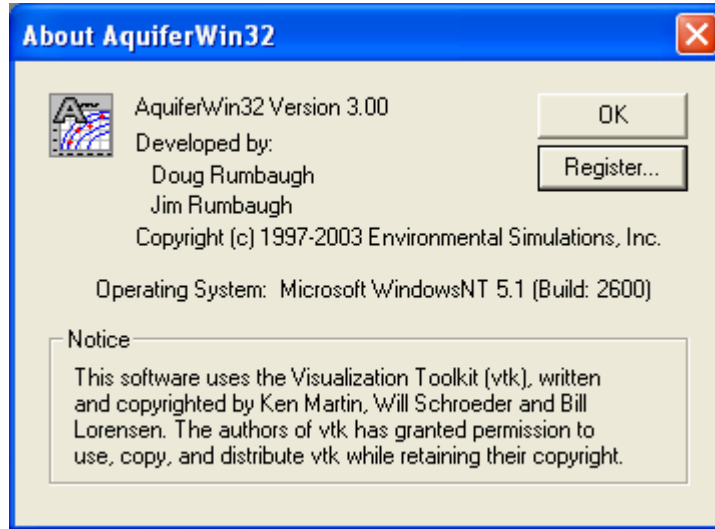 About AquiferWin32
AquiferWin32 Version 3.00
OK
Developed by:
Doug Rumbaugh
Register...
Jim Rumbaugh
Copyright (c) 1997-2003 Environmental Simulations, Inc.
Operating System: Microsoft WindowsNT 5.1 (Build: 2600)
Notice
This software uses the Visualization Toolkit (vtk), written
and copyrighted by Ken Martin, Will Schroeder and Bill
Lorensen. The authors of vtk has granted permission to
use, copy, and distribute vtk while retaining their copyright.